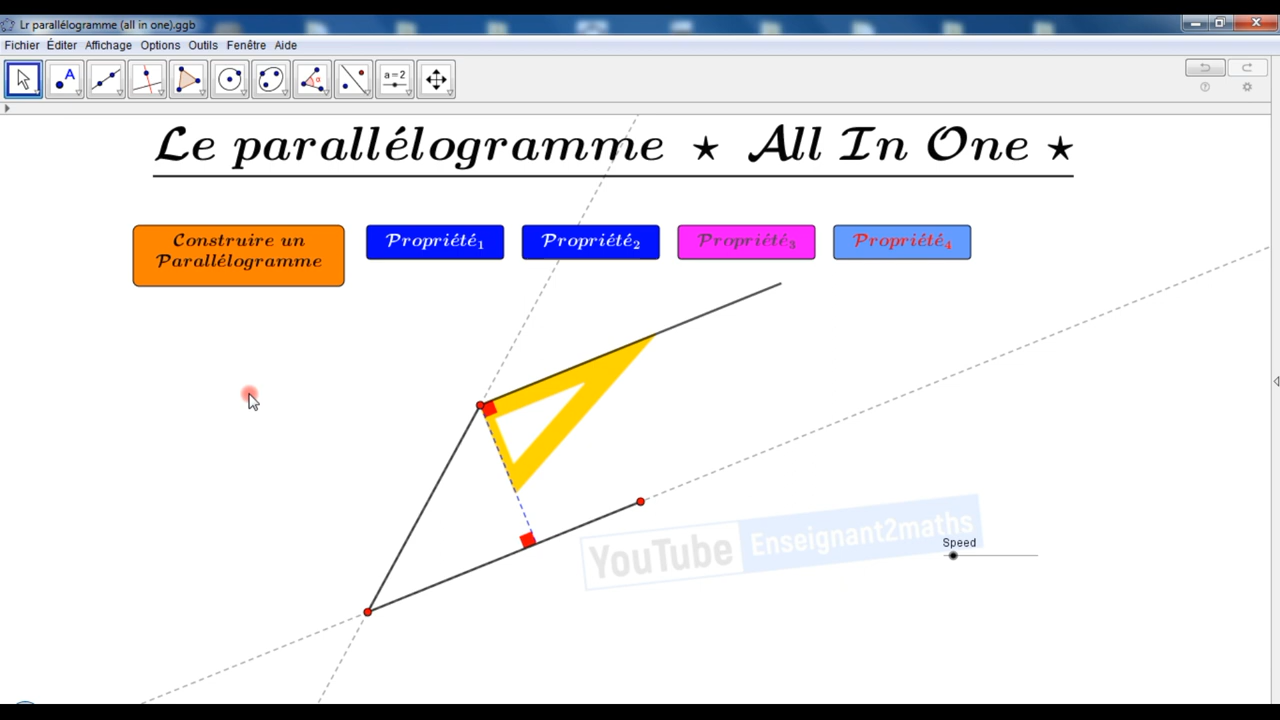 Lr parallélogramme (all in one).ggb
Fichier Éditer Affichage Options Outils Fenêtre Aide
A
α
a=2
Le parallélogramme ★ All In One ★
Construire un
Parallélogramme
Propriété₁
Propriété₂
Propriété₃
Propriété₄
YouTube Enseignant2maths
Speed